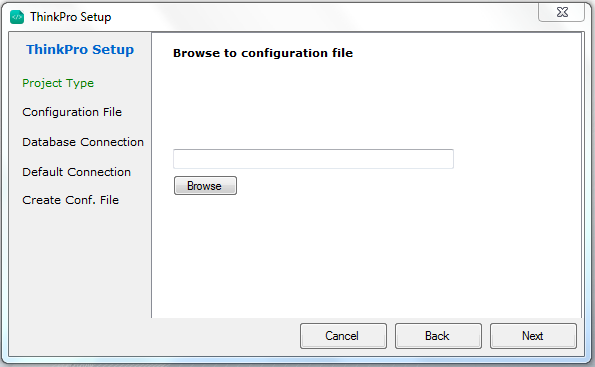 ThinkPro Setup
ThinkPro Setup
Project Type
Configuration File
Database Connection
Default Connection
Create Conf. File
Browse to configuration file
Browse
Cancel
Back
Next